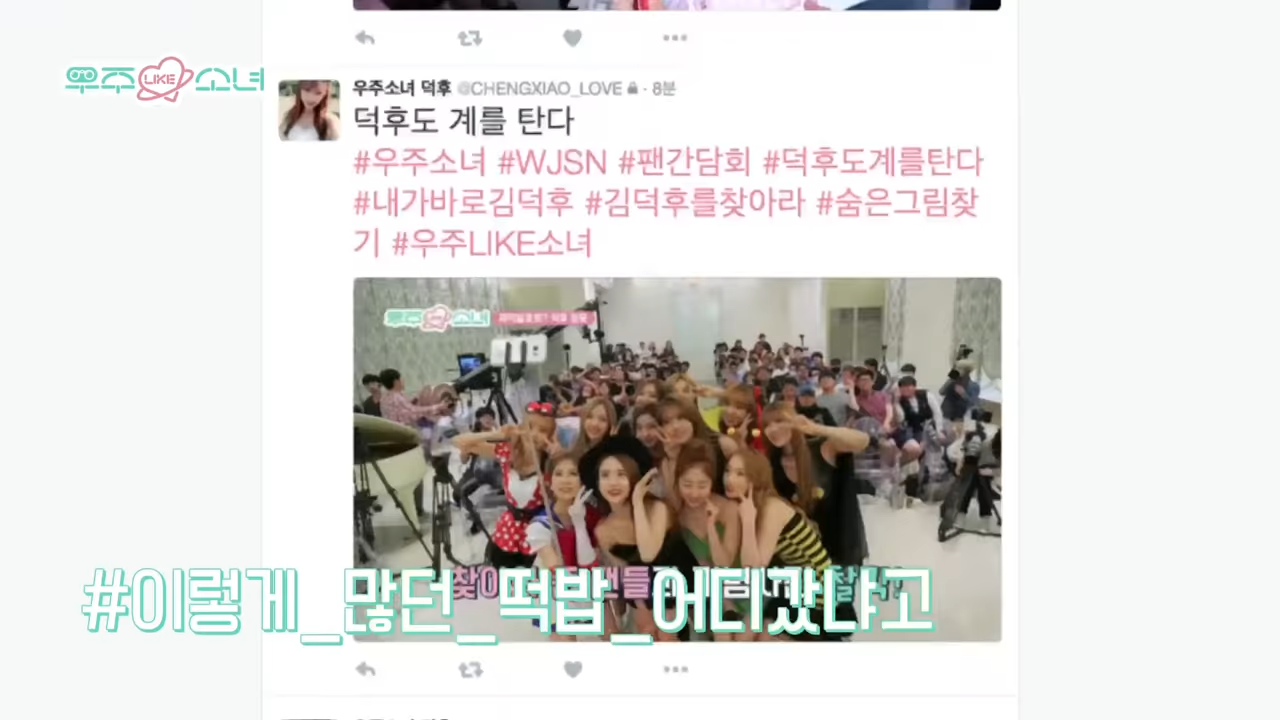 우주LIKE소녀
우주소녀 덕후 @CHENGXIAO_LOVE · 8분
덕후도 계를 탄다
#우주소녀 #WJSN #팬간담회 #덕후도계를탄다
#내가바로김덕후 #김덕후를찾아라 #숨은그림찾
기 #우주LIKE소녀
우주 소녀
#이렇게_많던_떡밥_어디갔냐고